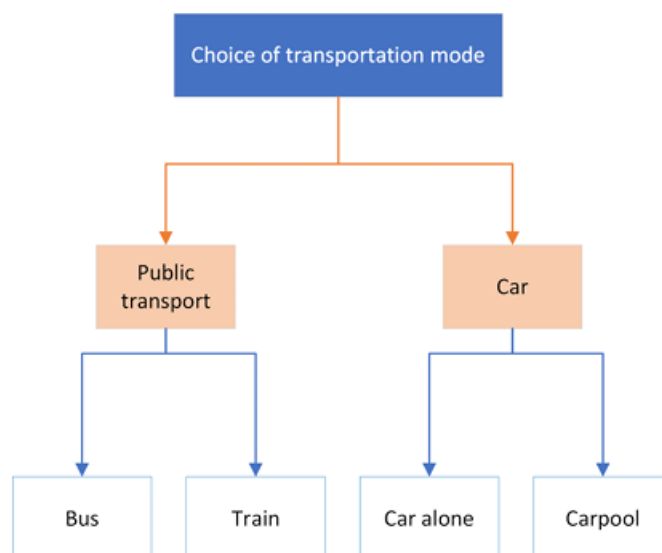 Choice of transportation mode
Public
transport
Car
Bus
Train
Car alone
Carpool